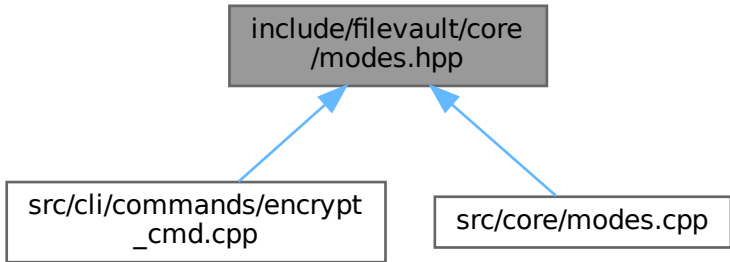 include/filevault/core
/modes.hpp
src/cli/commands/encrypt
_cmd.cpp
src/core/modes.cpp